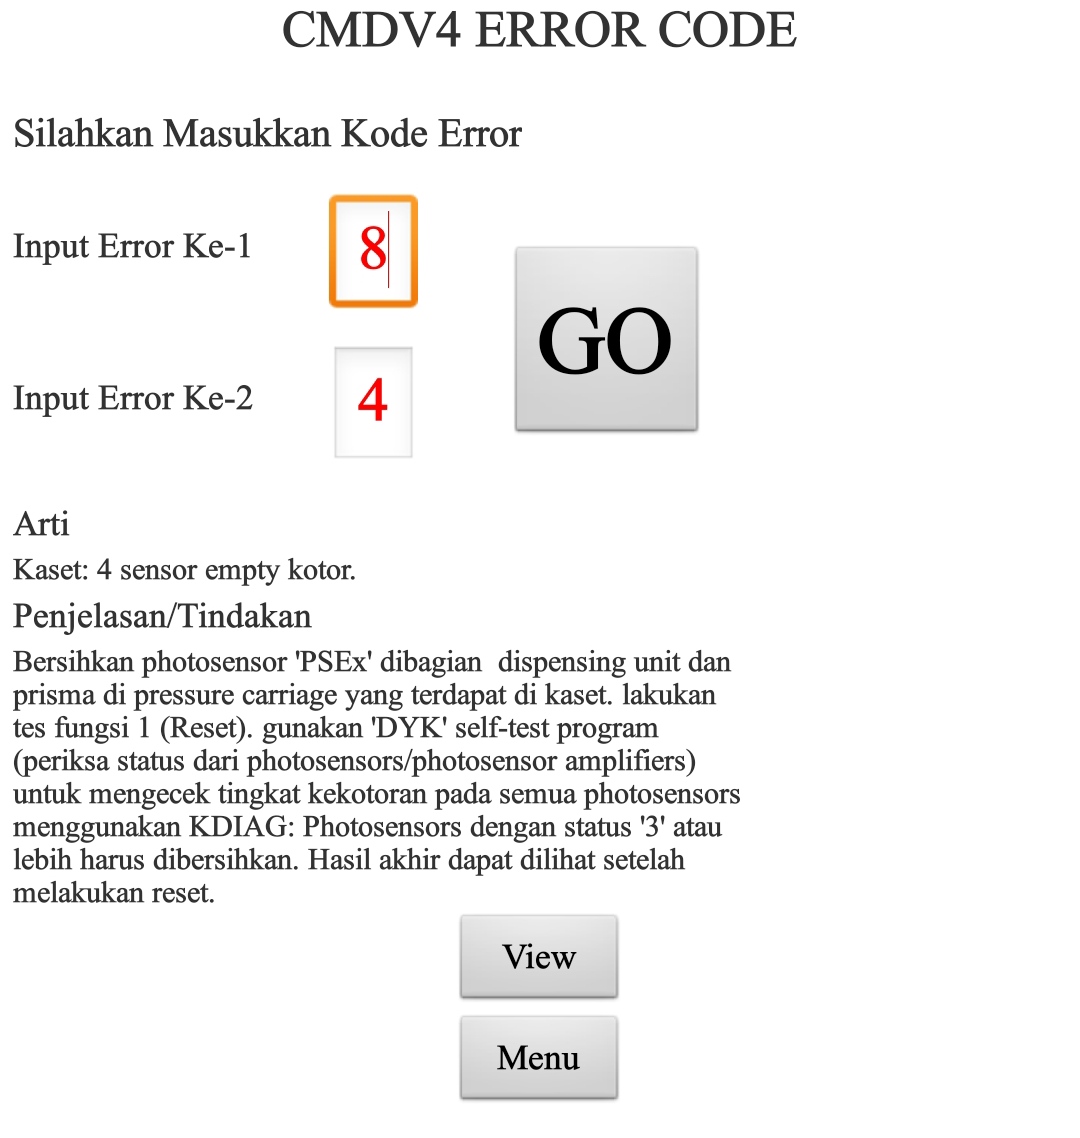 CMDV4 ERROR CODE
Silahkan Masukkan Kode Error
Input Error Ke-1
8
GO
Input Error Ke-2
4
Arti
Kaset: 4 sensor empty kotor.
Penjelasan/Tindakan
Bersihkan photosensor 'PSEx' dibagian  dispensing unit dan
prisma di pressure carriage yang terdapat di kaset. lakukan
tes fungsi 1 (Reset). gunakan 'DYK' self-test program
(periksa status dari photosensors/photosensor amplifiers)
untuk mengecek tingkat kekotoran pada semua photosensors
menggunakan KDIAG: Photosensors dengan status '3' atau
lebih harus dibersihkan. Hasil akhir dapat dilihat setelah
melakukan reset.
View
Menu